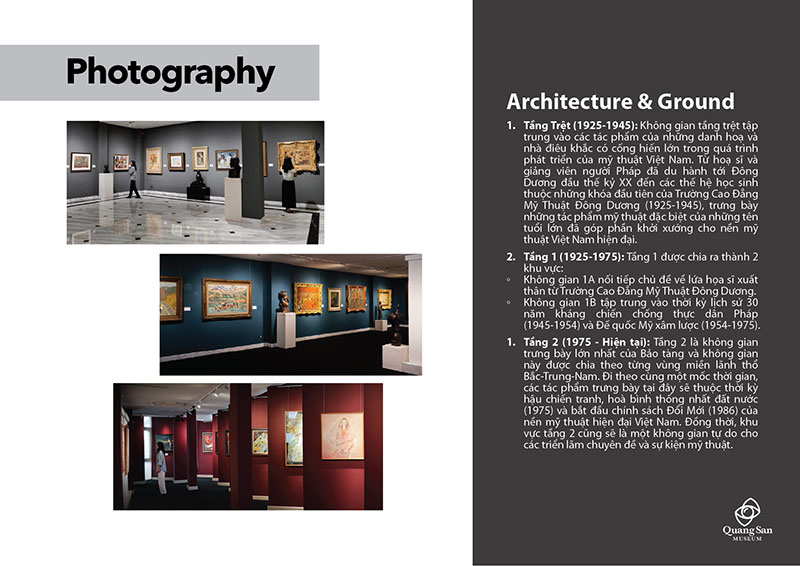 Photography
Architecture & Ground
1. Tầng Trệt (1925-1945): Không gian tầng trệt tập
trung vào các tác phẩm của những danh hoạ và
nhà điêu khắc có cống hiến lớn trong quá trình
phát triển của mỹ thuật Việt Nam. Từ hoạ sĩ và
giảng viên người Pháp đã du hành tới Đông
Dương đầu thế kỷ XX đến các thế hệ học sinh
thuộc những khóa đầu tiên của Trường Cao Đẳng
Mỹ Thuật Đông Dương (1925-1945), trưng bày
những tác phẩm mỹ thuật đặc biệt của những tên
tuổi lớn đã góp phần khởi xướng cho nền mỹ
thuật Việt Nam hiện đại.
2. Tầng 1 (1925-1975): Tầng 1 được chia ra thành 2
khu vực:
◦ Không gian 1A nối tiếp chủ đề về lứa họa sĩ xuất
thân từ Trường Cao Đẳng Mỹ Thuật Đông Dương.
◦ Không gian 1B tập trung vào thời kỳ lịch sử 30
năm kháng chiến chống thực dân Pháp
(1945-1954) và Đế quốc Mỹ xâm lược (1954-1975).
1. Tầng 2 (1975 - Hiện tại): Tầng 2 là không gian
trưng bày lớn nhất của Bảo tàng và không gian
này được chia theo từng vùng miền lãnh thổ
Bắc-Trung-Nam. Đi theo cùng một mốc thời gian,
các tác phẩm trưng bày tại đây sẽ thuộc thời kỳ
hậu chiến tranh, hoà bình thống nhất đất nước
(1975) và bắt đầu chính sách Đổi Mới (1986) của
nền mỹ thuật hiện đại Việt Nam. Đồng thời, khu
vực tầng 2 cũng sẽ là một không gian tự do cho
các triển lãm chuyên đề và sự kiện mỹ thuật.
Quang San
MUSEUM